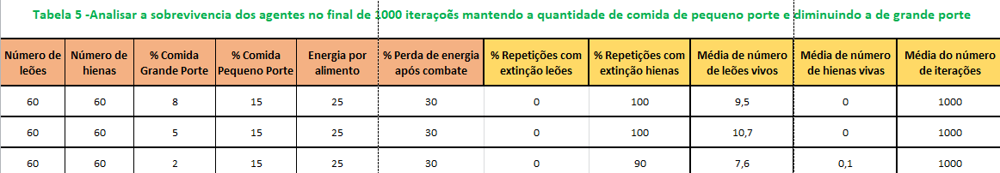 Tabela 5 -Analisar a sobrevivencia dos agentes no final de 1000 iteraçoẽs mantendo a quantidade de comida de pequeno porte e diminuindo a de grande porte
Número de leões | Número de hienas | % Comida Grande Porte | % Comida Pequeno Porte | Energia por alimento | % Perda de energia após combate | % Repetições com extinção leões | % Repetições com extinção hienas | Média de número de leões vivos | Média de número de hienas vivas | Média do número de iterações
60 | 60 | 8 | 15 | 25 | 30 | 0 | 100 | 9,5 | 0 | 1000
60 | 60 | 5 | 15 | 25 | 30 | 0 | 100 | 10,7 | 0 | 1000
60 | 60 | 2 | 15 | 25 | 30 | 0 | 90 | 7,6 | 0,1 | 1000